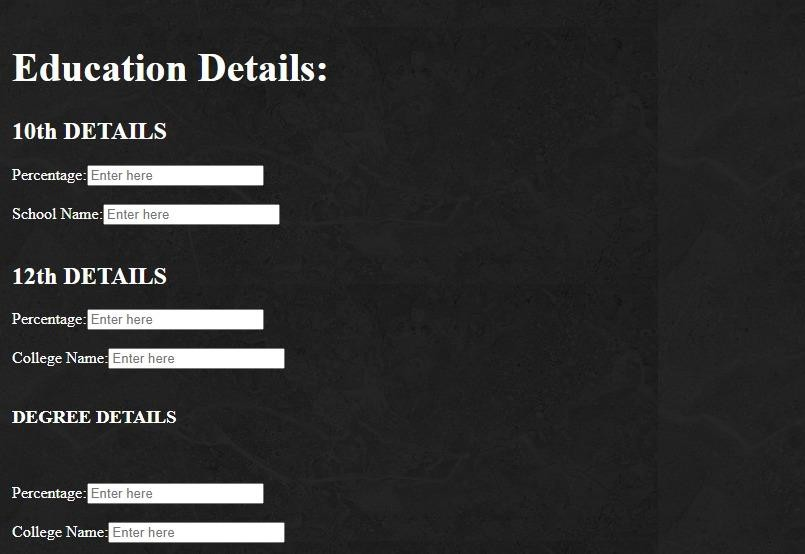 Education Details:
10th DETAILS
Percentage: Enter here
School Name: Enter here
12th DETAILS
Percentage: Enter here
College Name: Enter here
DEGREE DETAILS
Percentage: Enter here
College Name: Enter here